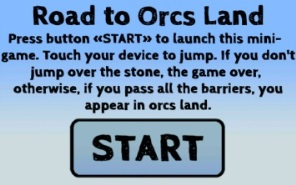 Road to Orcs Land
Press button «START» to launch this mini-
game. Touch your device to jump. If you don't
jump over the stone, the game over,
otherwise, if you pass all the barriers, you
appear in orcs land.
START